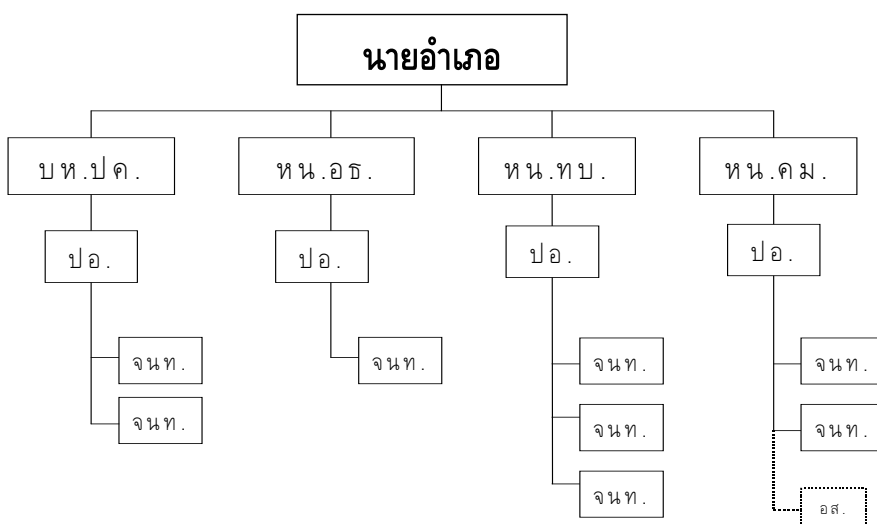 นายอำเภอ
บห.ปค. หน.อธ. หน.ทบ. หน.คม.
ปอ. ปอ. ปอ. ปอ.
จนท. จนท. จนท. จนท.
จนท. จนท. จนท.
จนท. อส.